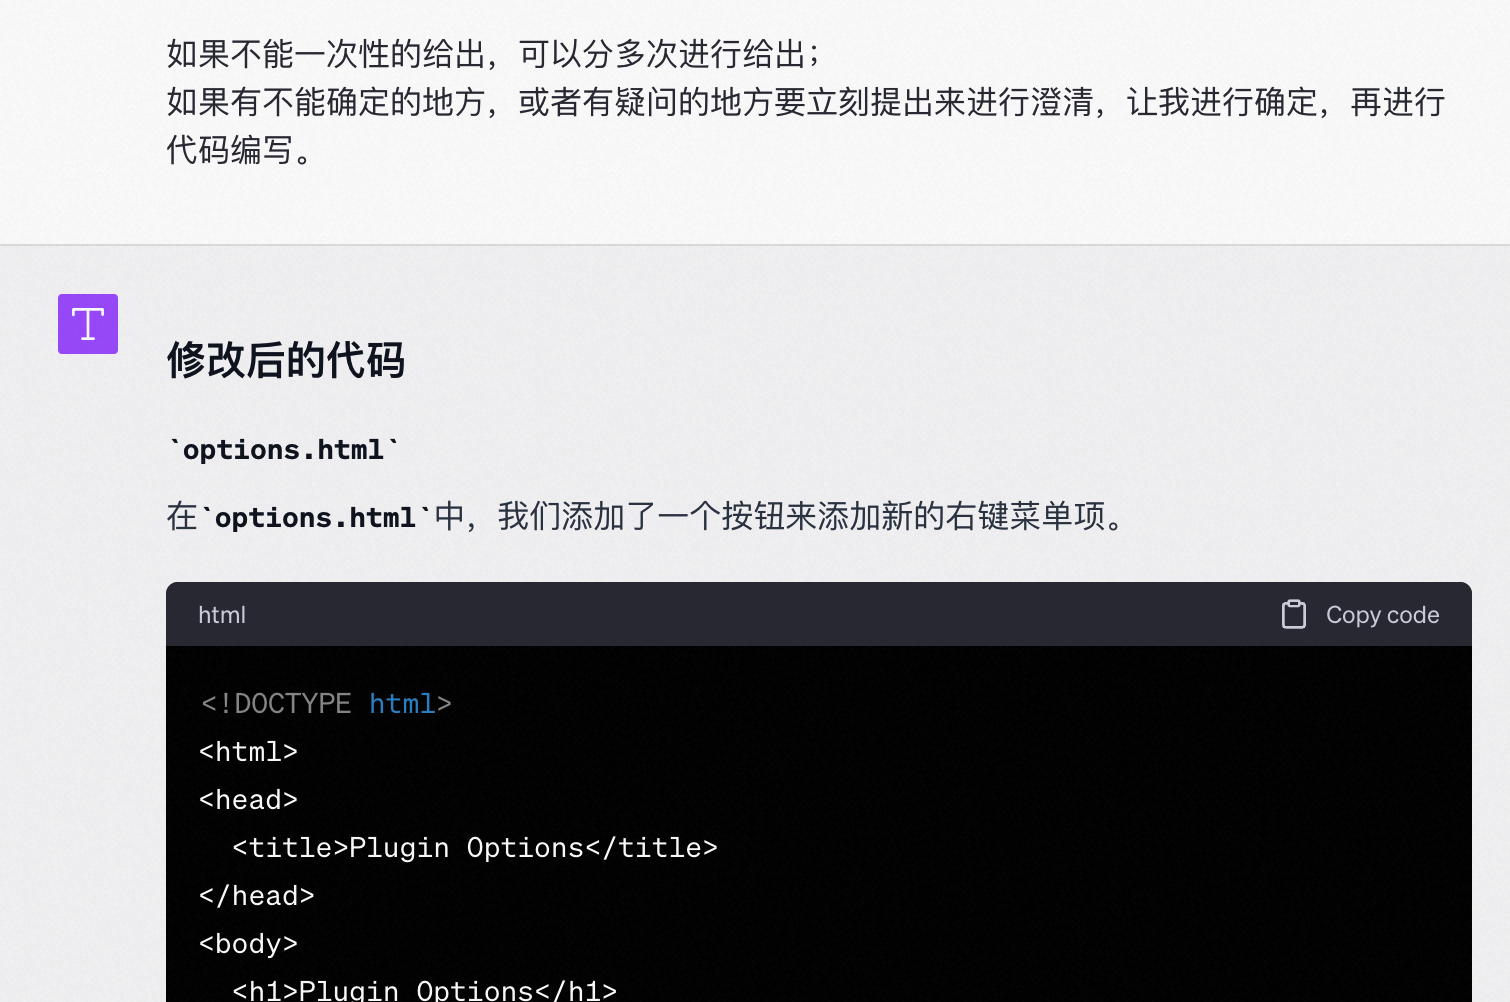 如果不能一次性的给出，可以分多次进行给出；
如果有不能确定的地方，或者有疑问的地方要立刻提出来进行澄清，让我进行确定，再进行
代码编写。
T
修改后的代码
`options.html`
在`options.html`中，我们添加了一个按钮来添加新的右键菜单项。
html
Copy code
<!DOCTYPE html>
<html>
<head>
  <title>Plugin Options</title>
</head>
<body>
  <h1>Plugin Options</h1>